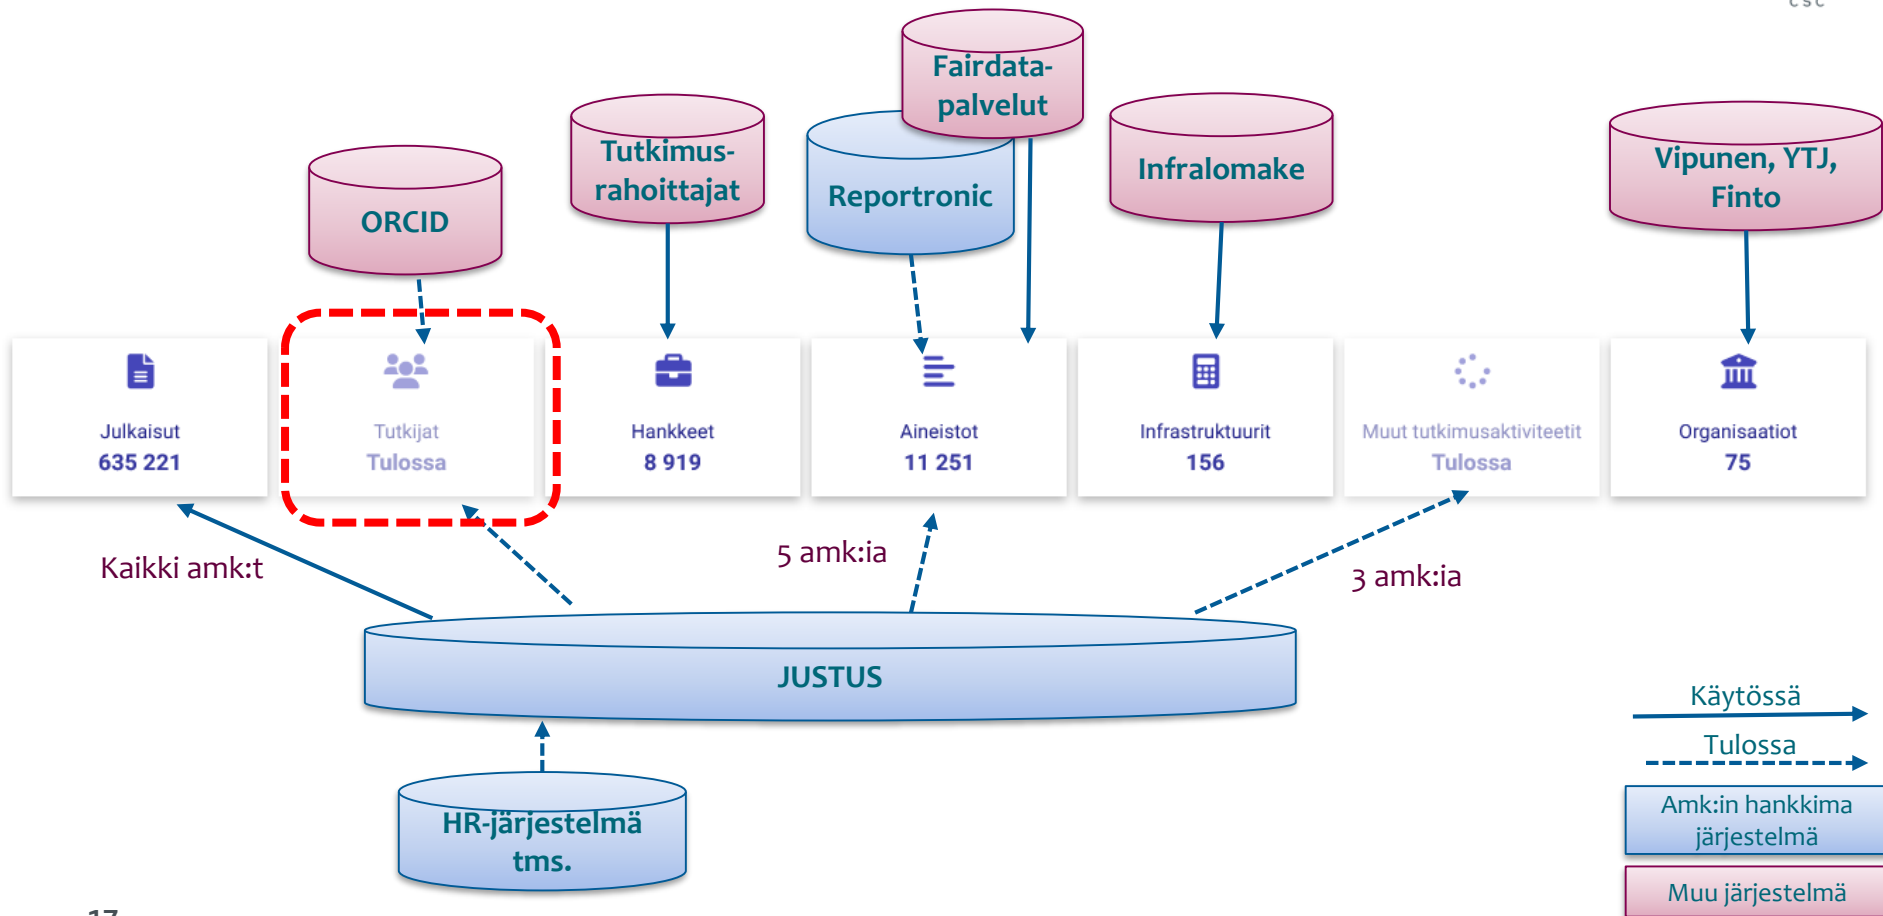 csc
Fairdata-
palvelut
Tutkimus-
rahoittajat
Reportronic
Infralomake
Vipunen, YTJ,
Finto
ORCID
Julkaisut
635 221
Tutkijat
Tulossa
Hankkeet
8 919
Aineistot
11 251
Infrastruktuurit
156
Muut tutkimusaktiviteetit
Tulossa
Organisaatiot
75
Kaikki amk:t
5 amk:ia
3 amk:ia
JUSTUS
HR-järjestelmä
tms.
Käytössä
Tulossa
Amk:in hankkima
järjestelmä
Muu järjestelmä
17